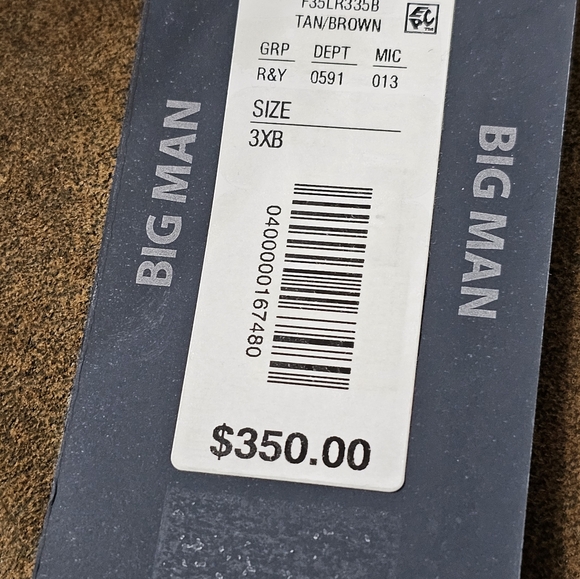 F35LR335B
TAN/BROWN
GRP DEPT MIC
R&Y 0591 013
SIZE
3XB
0400000167480
$350.00
BIG MAN
BIG MAN